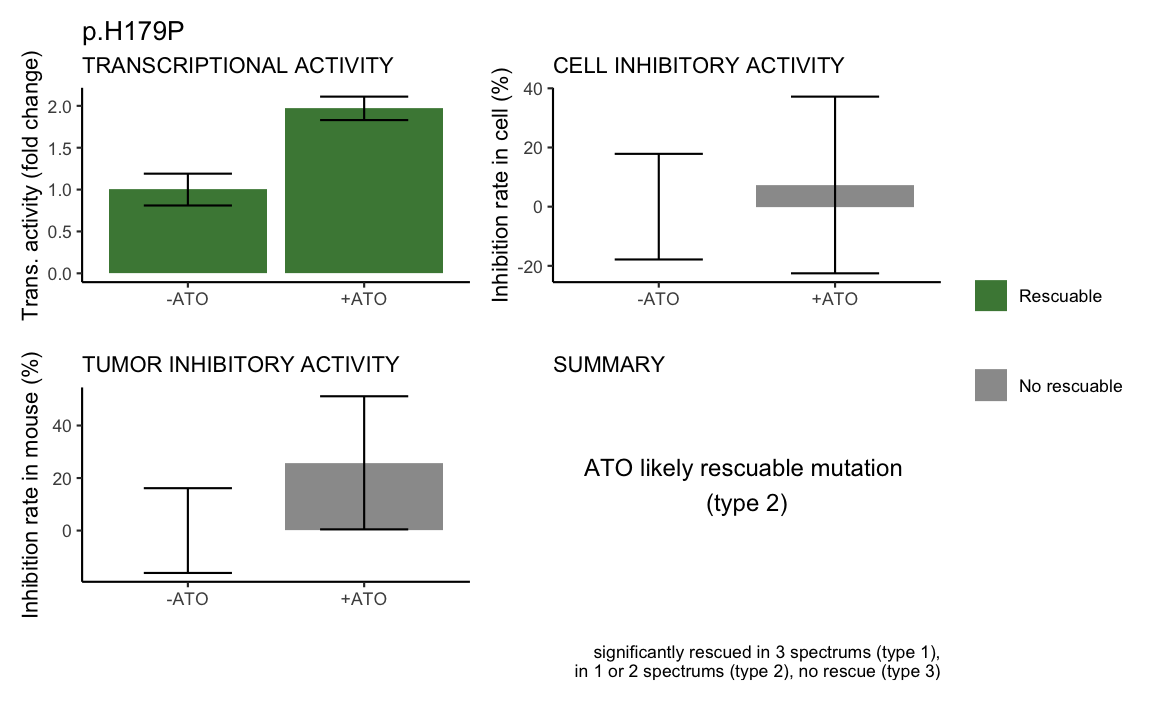 p.H179P
TRANSCRIPTIONAL ACTIVITY
Trans. activity (fold change)
2.0
1.5
1.0
0.5
0.0
-ATO
+ATO
CELL INHIBITORY ACTIVITY
Inhibition rate in cell (%)
40
20
0
-20
-ATO
+ATO
Rescuable
No rescuable
TUMOR INHIBITORY ACTIVITY
Inhibition rate in mouse (%)
40
20
0
-ATO
+ATO
SUMMARY
ATO likely rescuable mutation
(type 2)
significantly rescued in 3 spectrums (type 1),
in 1 or 2 spectrums (type 2), no rescue (type 3)